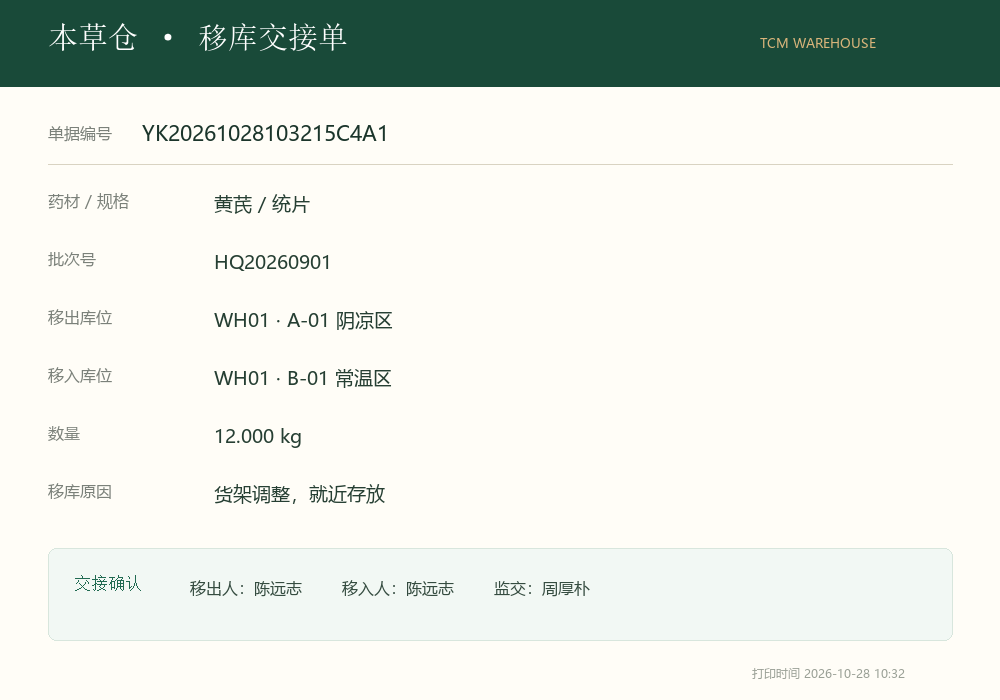 本草仓 • 移库交接单
TCM WAREHOUSE
单据编号 YK20261028103215C4A1
药材 / 规格 黄芪 / 统片
批次号 HQ20260901
移出库位 WH01 · A-01 阴凉区
移入库位 WH01 · B-01 常温区
数量 12.000 kg
移库原因 货架调整，就近存放
交接确认 移出人：陈远志 移入人：陈远志 监交：周厚朴
打印时间 2026-10-28 10:32